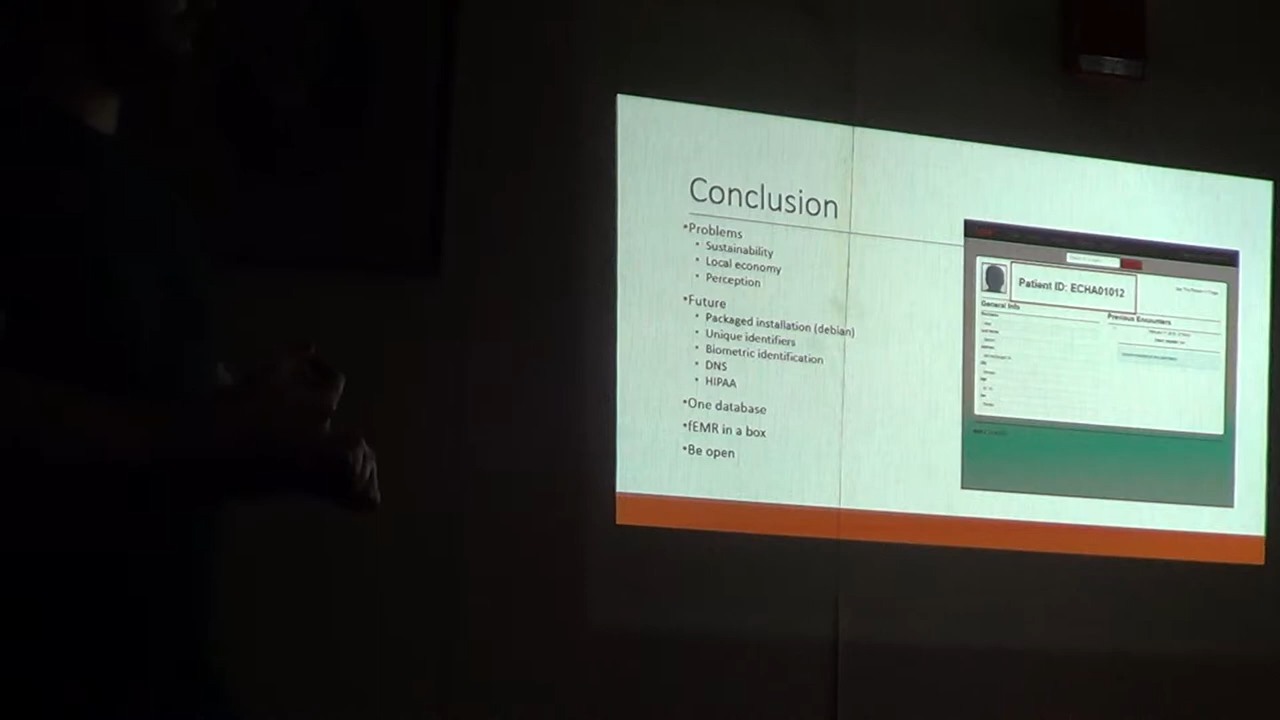 Conclusion
•Problems
• Sustainability
• Local economy
• Perception
•Future
• Packaged installation (debian)
• Unique identifiers
• Biometric identification
• DNS
• HIPAA
•One database
•fEMR in a box
•Be open
Patient ID: ECHA01012
General Info
Previous Encounters